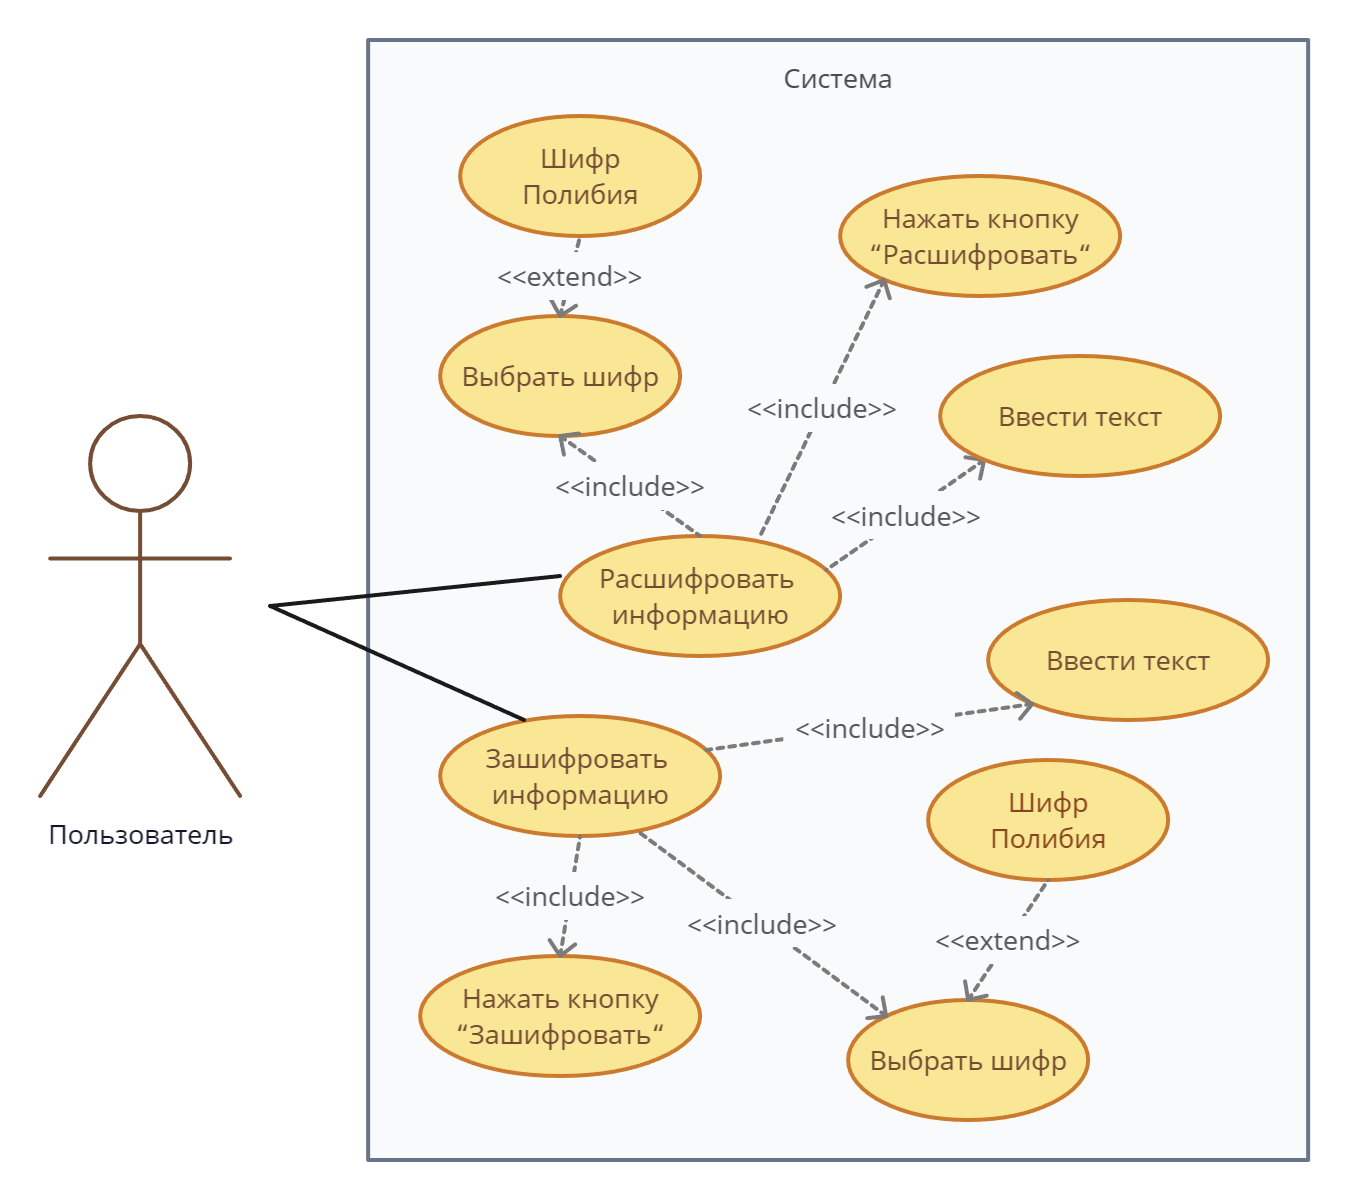 Система
Шифр
Полибия
<<extend>>
Выбрать шифр
<<include>>
Нажать кнопку
“Расшифровать“
<<include>>
Ввести текст
<<include>>
Расшифровать
информацию
Пользователь
Зашифровать
информацию
<<include>>
Ввести текст
<<include>>
Нажать кнопку
“Зашифровать“
<<include>>
Шифр
Полибия
<<extend>>
Выбрать шифр